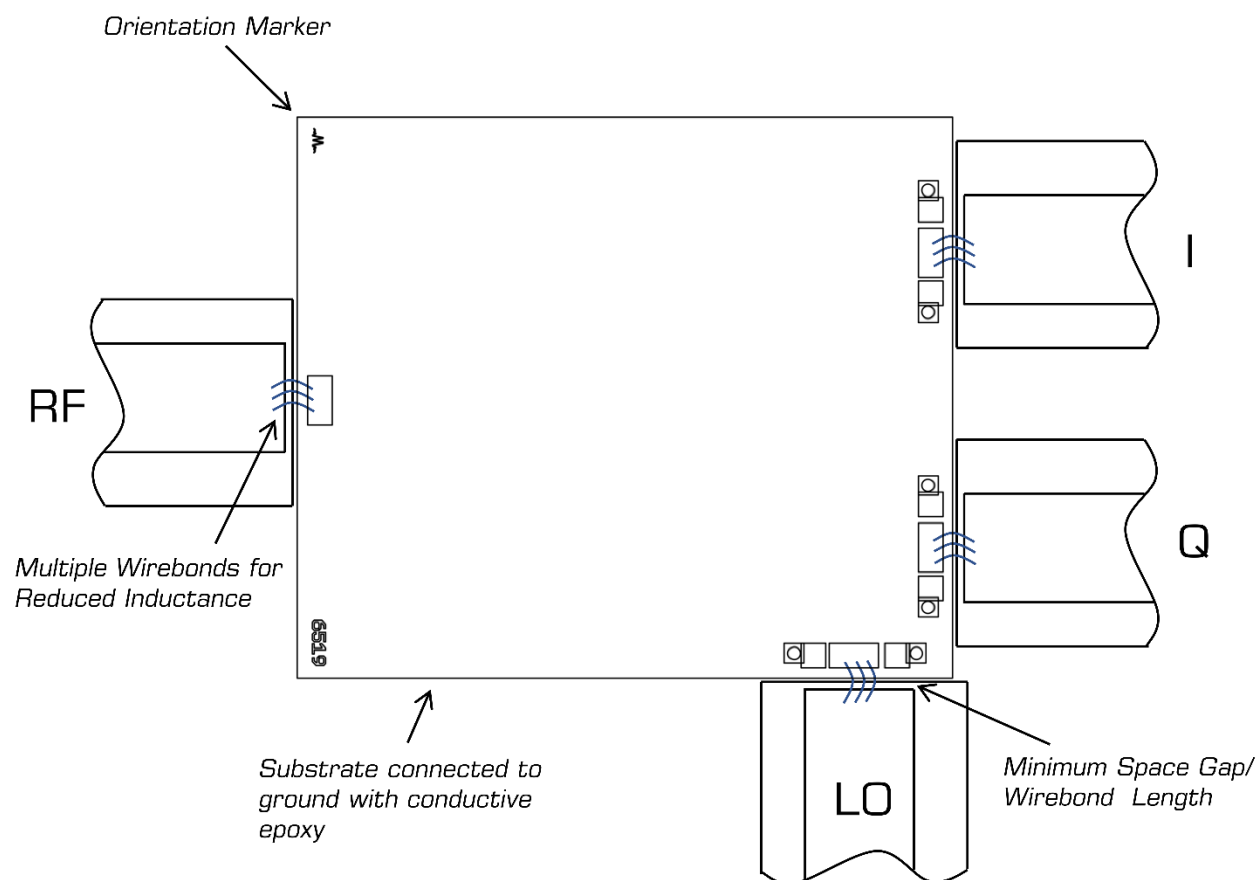 Orientation Marker
I
RF
Q
Multiple Wirebonds for
Reduced Inductance
6519
Substrate connected to
ground with conductive
epoxy
LO
Minimum Space Gap/
Wirebond Length